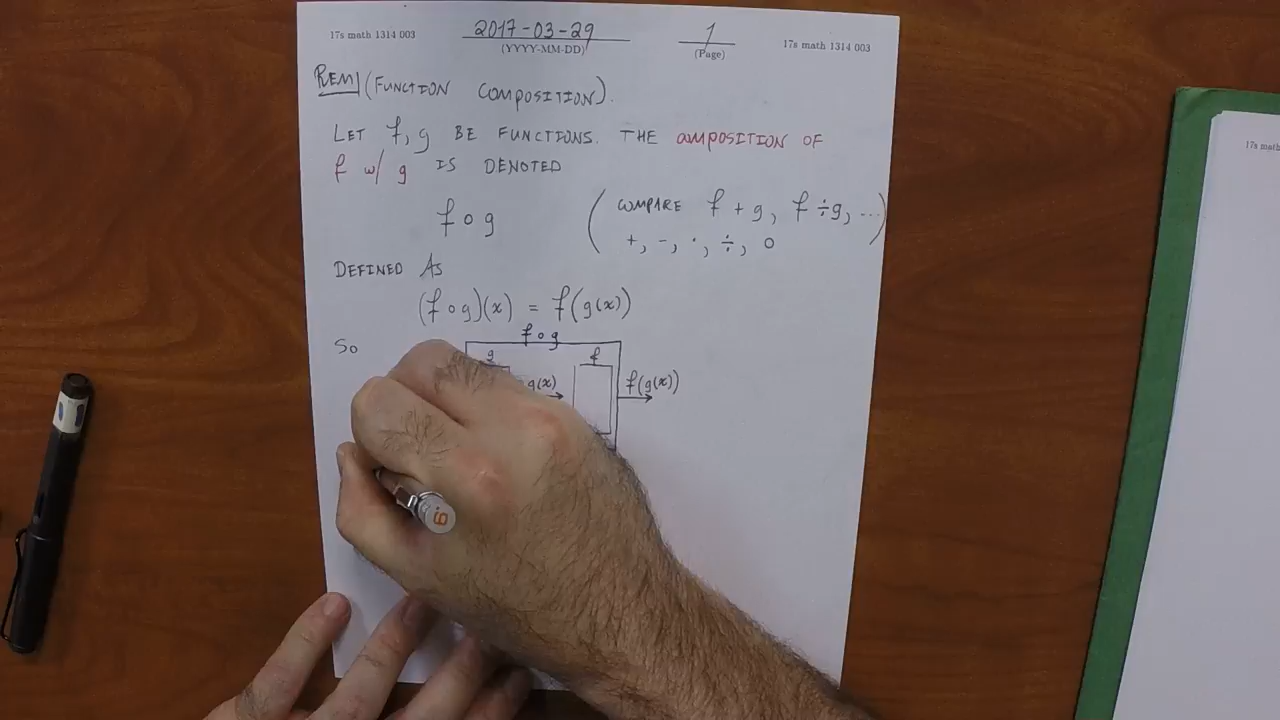 17s math 1314 003 2017-03-29 1 17s math 1314 003
(YYYY-MM-DD) (Page)
REM (FUNCTION COMPOSITION).
LET f, g BE FUNCTIONS. THE COMPOSITION OF
f w/ g IS DENOTED
f ∘ g (COMPARE f + g, f ÷ g, ...
+, -, ·, ÷, ∘)
DEFINED AS
(f ∘ g)(x) = f(g(x))
f ∘ g
SO
g f
g(x) f(g(x))
17s math
6